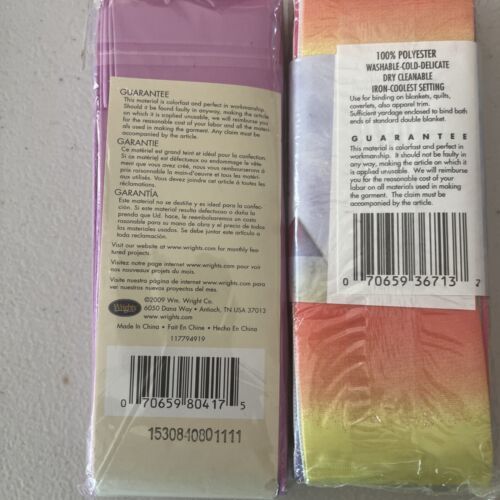 GUARANTEE
This material is colorfast and perfect in workmanship.
Should it be found faulty in anyway, making the article
on which it is applied unusable, we will reimburse you
for the reasonable cost of your labor and all the materi-
als used in making the garment. Any claim must be
accompanied by the article.
GARANTIE
Ce matériel est grand teint et idéal pour la confection.
Si ce matériel est défectueux ou endommage le vête-
ment que vous avez créé, nous vous rembourserons à
prix raisonnable la main-d'oeuvre et tous les matéri-
aux utilisés. Vous devez joindre cet article à toutes les
réclamations.
GARANTÍA
Este material no se destiñe y es ideal para la confec-
ción. Si este material resulta defectuoso o daña la
prenda que Ud. hace, le reembolsaremos en costos
razonables su mano de obra y el precio de todos
los materiales usados. Se debe juntar este artículo a
toda reclamación.
Visit our website at www.wrights.com for monthly fea-
tured projects.
Visitez notre page internet www.wrights.com pour voir
nos nouveaux projets du mois.
Visite nuestra página de internet www.wrights.com para
ver nuestros nuevos proyectos del mes.
Wrights
©2009 Wm. Wright Co.
6050 Dana Way • Antioch, TN USA 37013
www.wrights.com
Made In China • Fait En Chine • Hecho En China
117794919
0 70659 80417 5
15308 40801111
100% POLYESTER
WASHABLE-COLD-DELICATE
DRY CLEANABLE
IRON-COOLEST SETTING
Use for binding on blankets, quilts,
coverlets, also apparel trim.
Sufficient yardage enclosed to bind both
ends of standard double blanket.
GUARANTEE
This material is colorfast and perfect in
workmanship. It should not be faulty in
any way, making the article on which it
is applied unusable. We will reimburse
you for the reasonable cost of your
labor on all materials used in making
the garment. The claim must be
accompanied by the article.
0 70659 36713 2